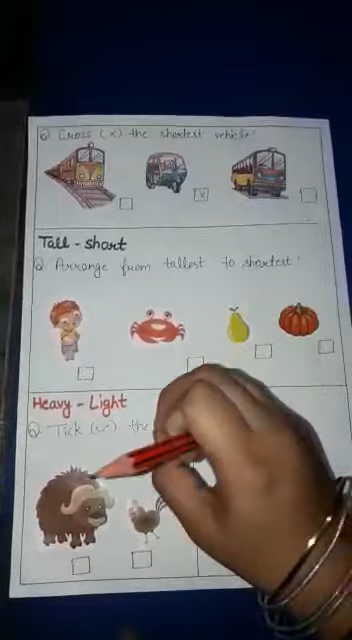 Q Cross (x) the shortest vehicle!
x
Tall - short
Q Arrange from tallest to shortest!
Heavy - Light
Q Tick (✓) the